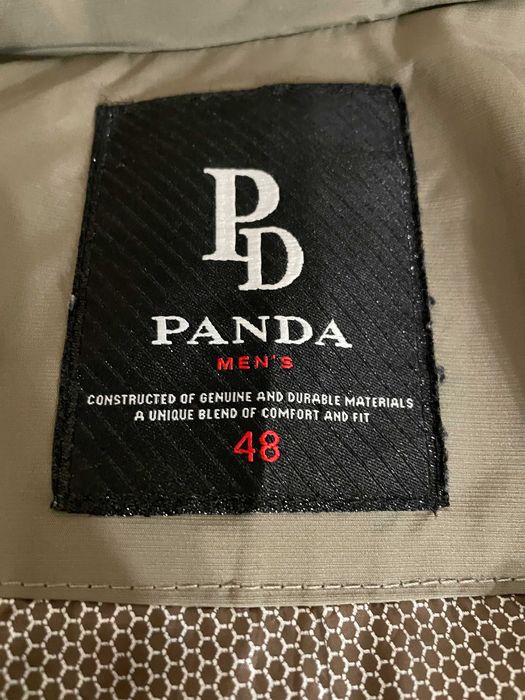 PD
PANDA
MEN'S
CONSTRUCTED OF GENUINE AND DURABLE MATERIALS
A UNIQUE BLEND OF COMFORT AND FIT
48